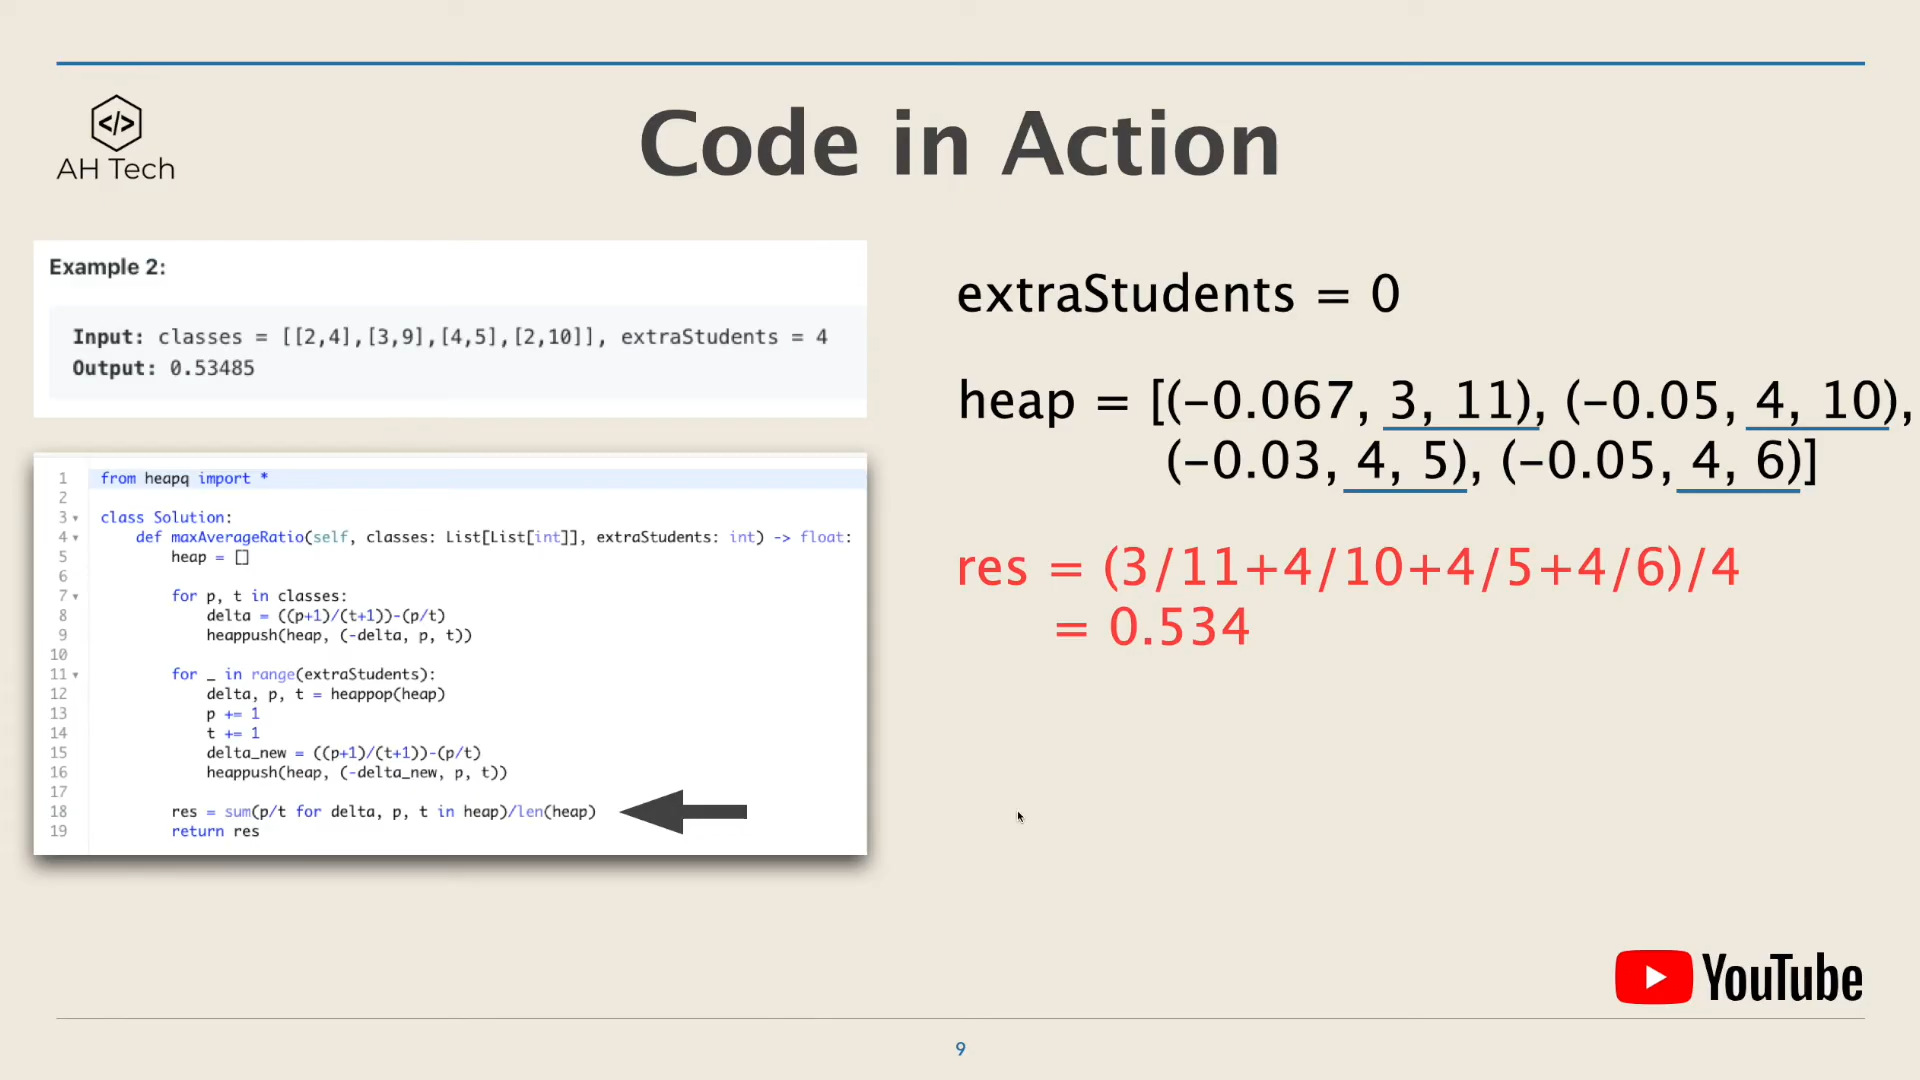 </>
AH Tech
Code in Action
Example 2:
Input: classes = [[2,4],[3,9],[4,5],[2,10]], extraStudents = 4
Output: 0.53485
1 from heapq import *
2
3 class Solution:
4 def maxAverageRatio(self, classes: List[List[int]], extraStudents: int) -> float:
5 heap = []
6
7 for p, t in classes:
8 delta = ((p+1)/(t+1))-(p/t)
9 heappush(heap, (-delta, p, t))
10
11 for _ in range(extraStudents):
12 delta, p, t = heappop(heap)
13 p += 1
14 t += 1
15 delta_new = ((p+1)/(t+1))-(p/t)
16 heappush(heap, (-delta_new, p, t))
17
18 res = sum(p/t for delta, p, t in heap)/len(heap)
19 return res
extraStudents = 0
heap = [(-0.067, 3, 11), (-0.05, 4, 10),
(-0.03, 4, 5), (-0.05, 4, 6)]
res = (3/11+4/10+4/5+4/6)/4
= 0.534
YouTube
9